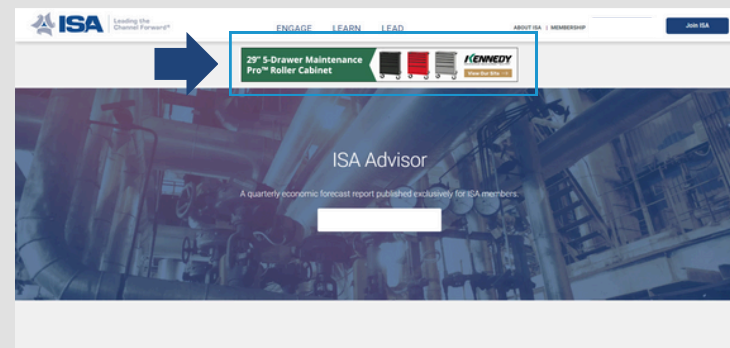 ISA Leading the
Channel Forward®
ENGAGE LEARN LEAD
ABOUT ISA | MEMBERSHIP
Join ISA
29" 5-Drawer Maintenance
Pro™ Roller Cabinet
KENNEDY
View Our Site
ISA Advisor
A quarterly economic forecast report published exclusively for ISA members.